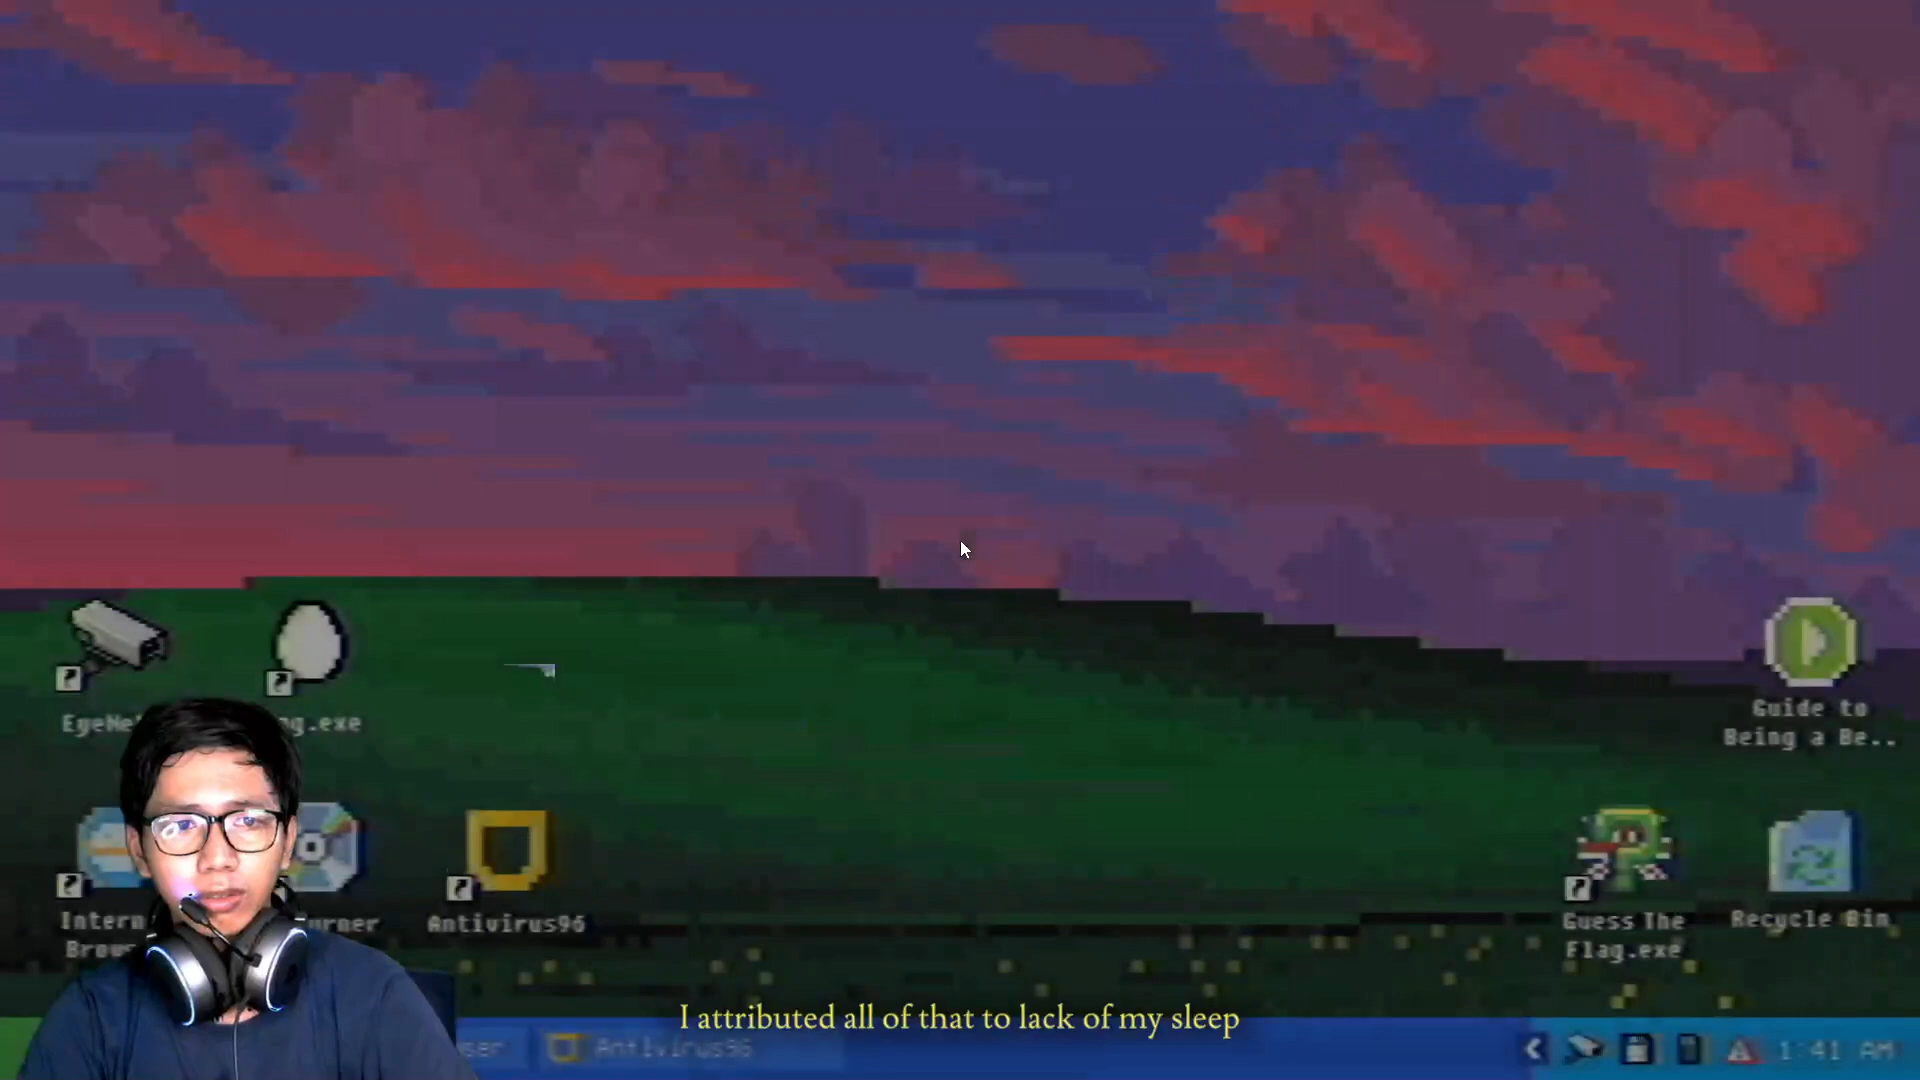 Guide to
Being a Be..
Antivirus96
Guess The
Flag.exe
Recycle Bin
I attributed all of that to lack of my sleep
Antivirus96
1:41 AM